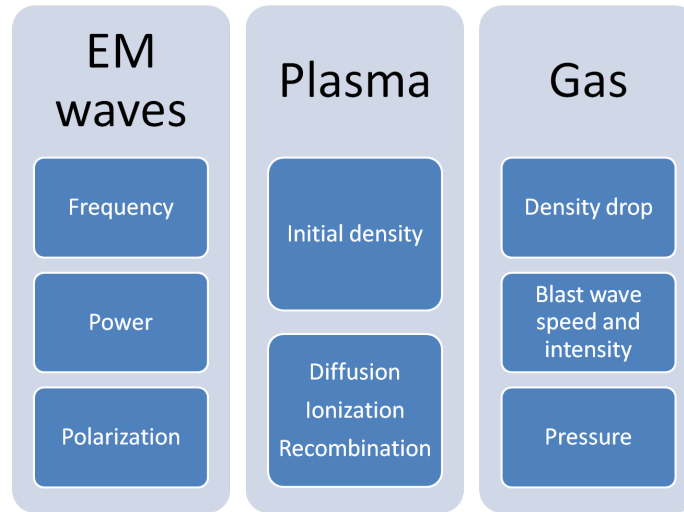 EM
waves
Frequency
Power
Polarization
Plasma
Initial density
Diffusion
Ionization
Recombination
Gas
Density drop
Blast wave
speed and
intensity
Pressure